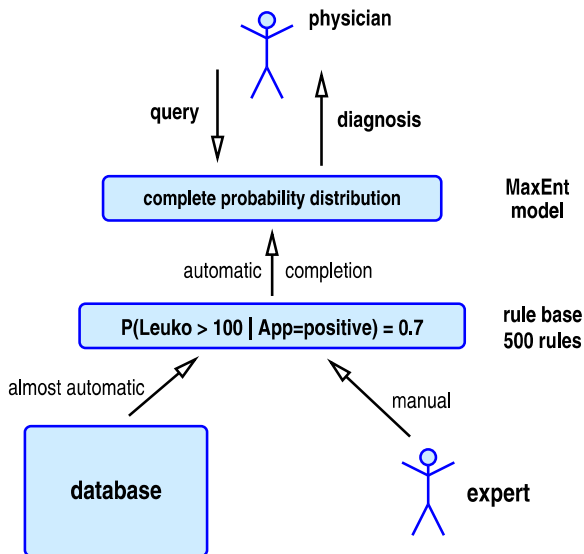 physician
query
diagnosis
complete probability distribution
MaxEnt
model
automatic completion
P(Leuko > 100 | App=positive) = 0.7
rule base
500 rules
almost automatic
manual
database
expert